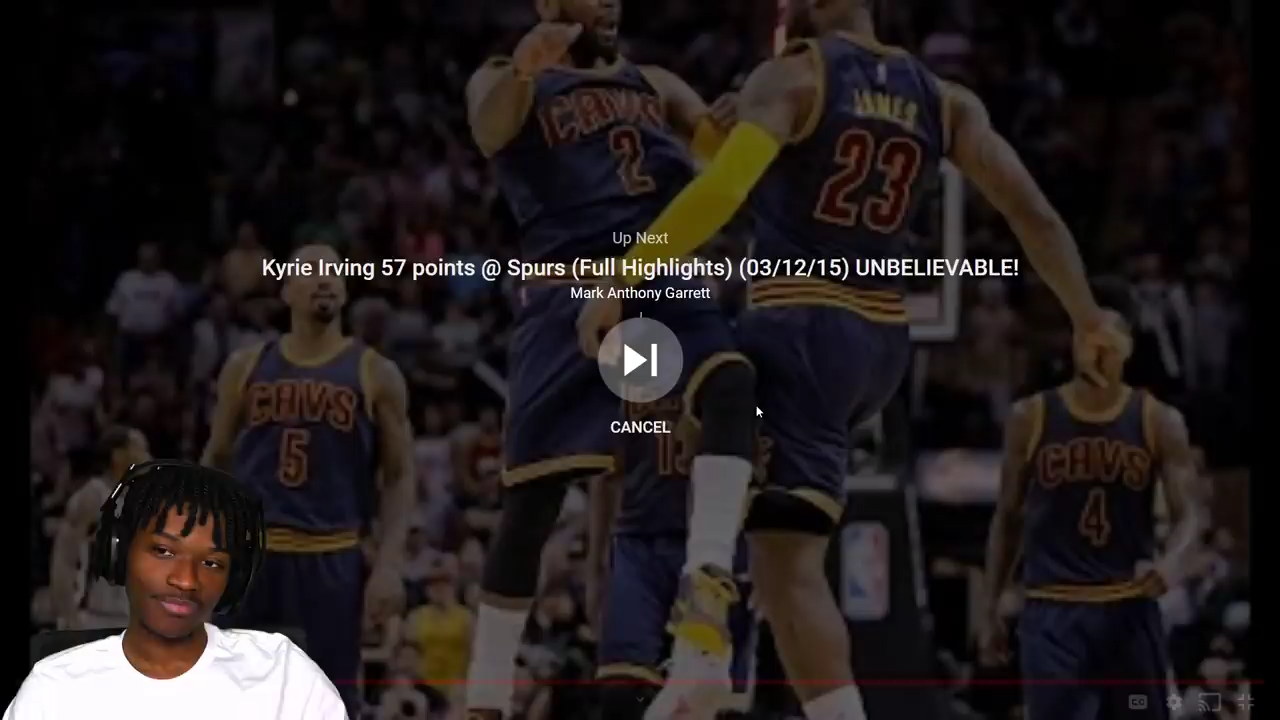 CAVS
2
JAMES
23
Up Next
Kyrie Irving 57 points @ Spurs (Full Highlights) (03/12/15) UNBELIEVABLE!
Mark Anthony Garrett
CANCEL
CAVS
5
CAVS
4
CC